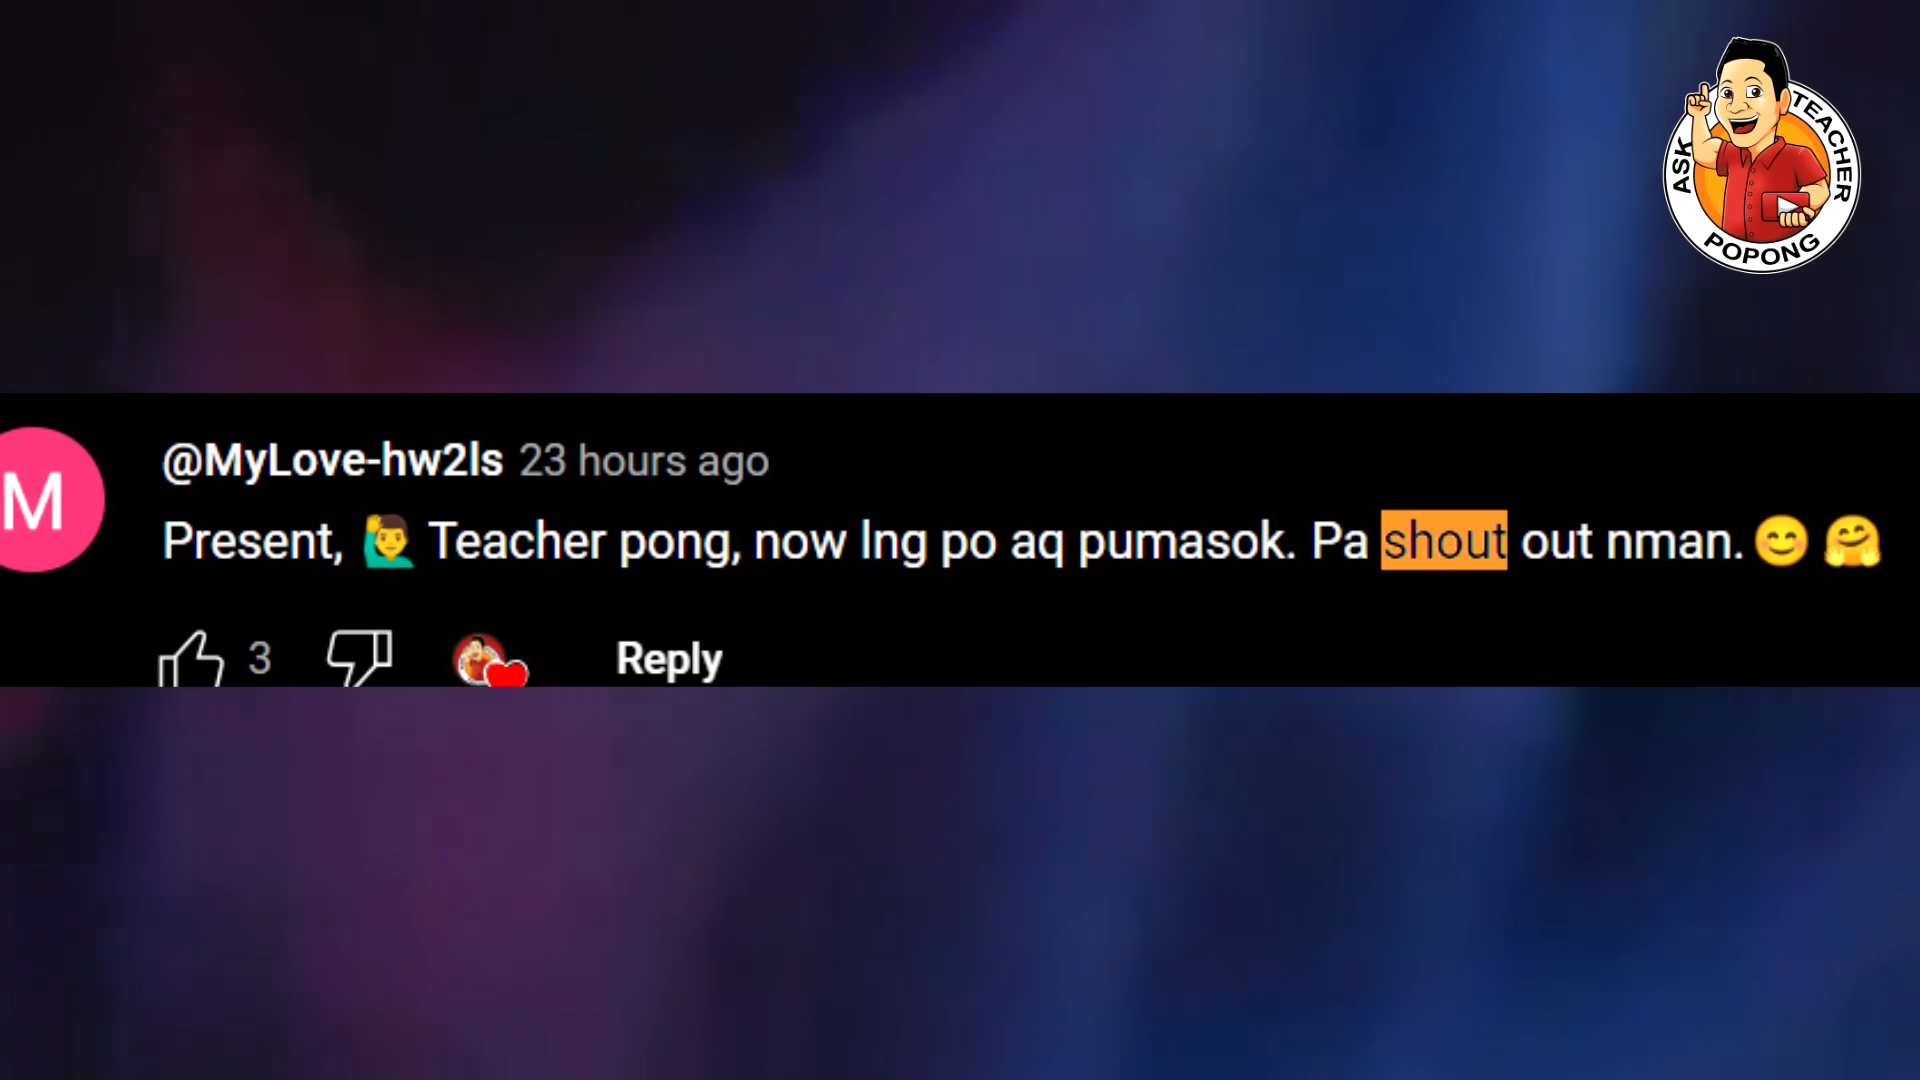 ASK TEACHER POPONG
M
@MyLove-hw2ls 23 hours ago
Present, 🙋‍♂️ Teacher pong, now lng po aq pumasok. Pa shout out nman. 😊 🤗
3
Reply